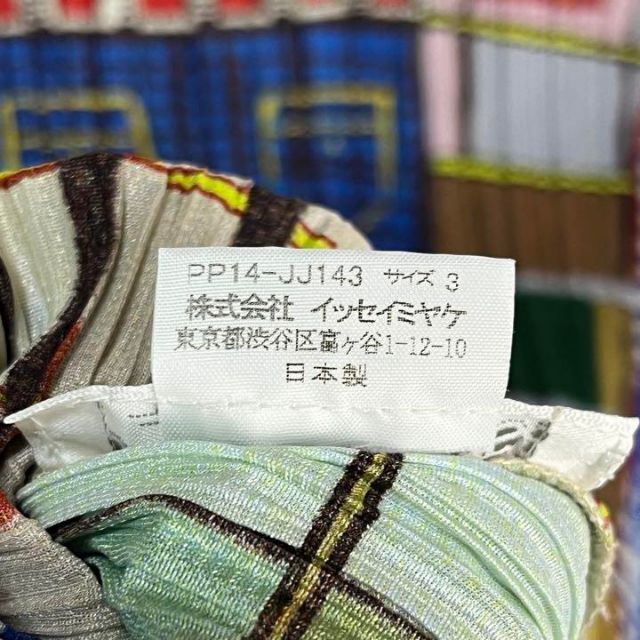 PP14-JJ143 サイズ 3
株式会社 イッセイミヤケ
東京都渋谷区富ヶ谷1-12-10
日本製